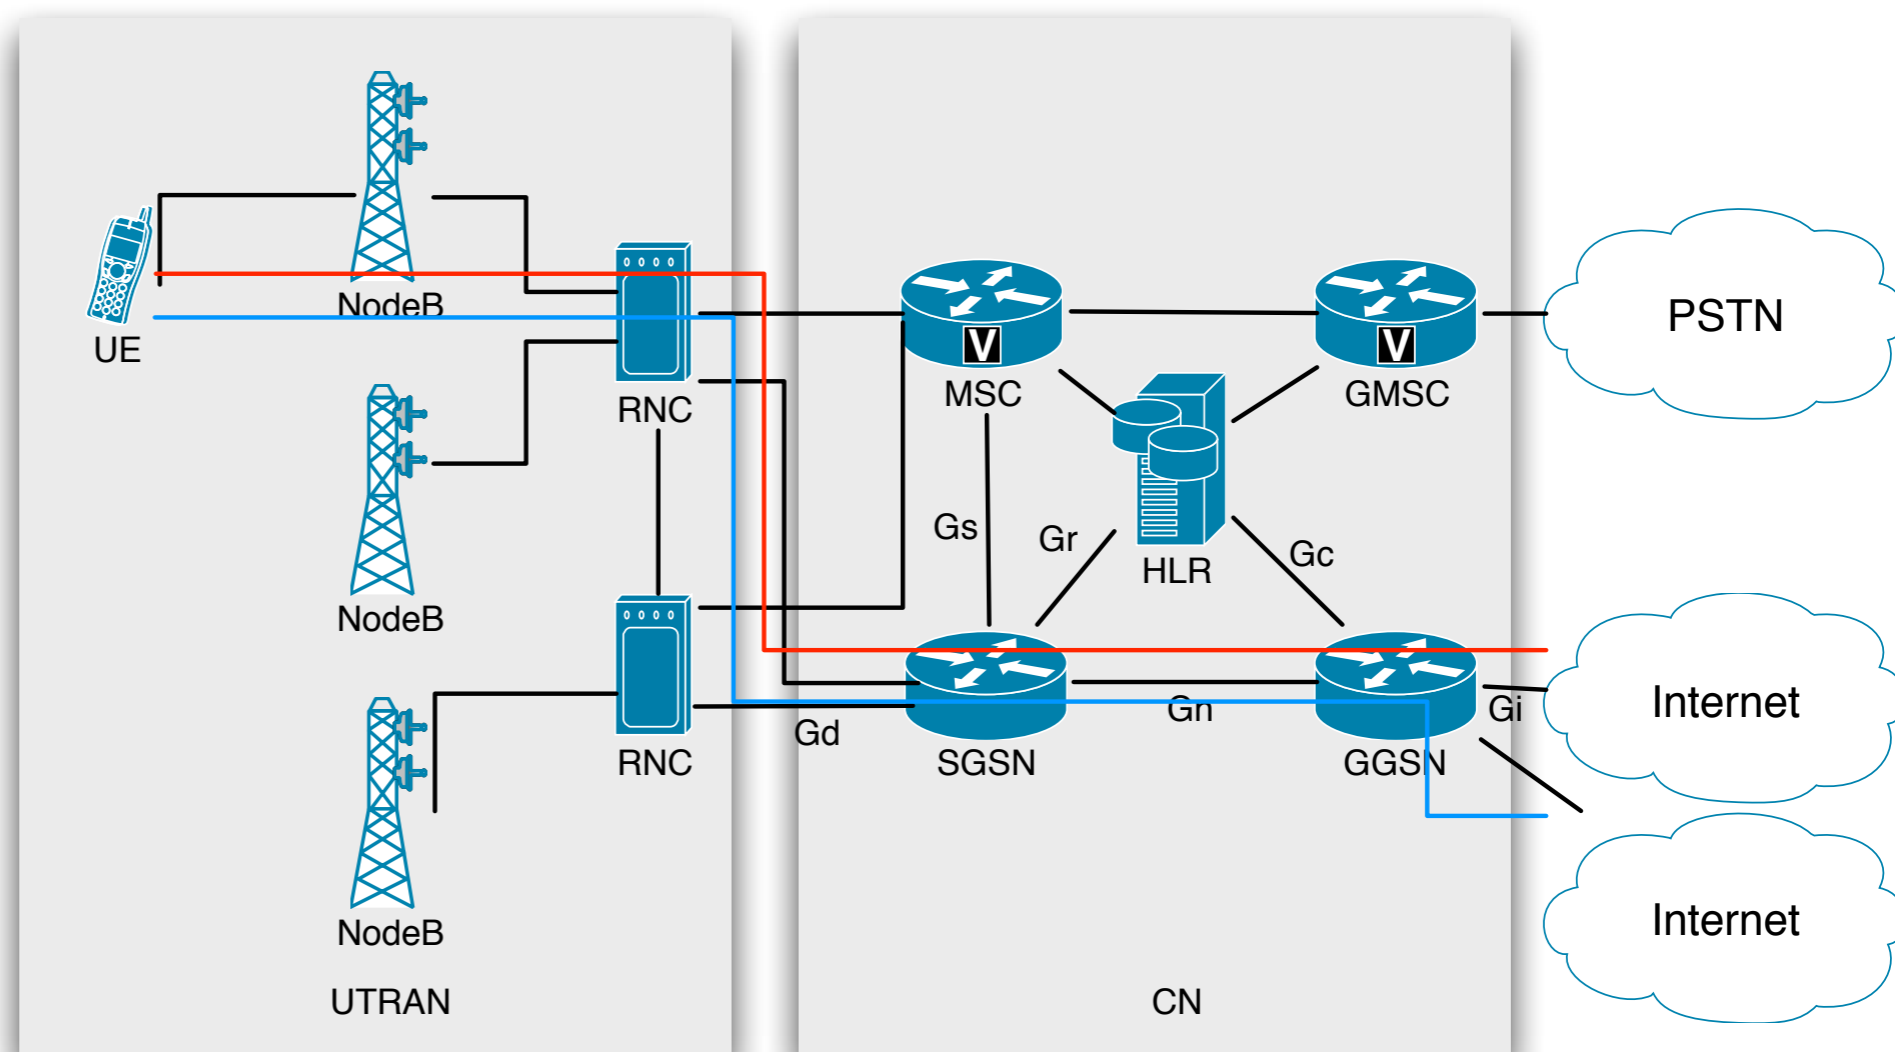 NodeB
UE
RNC
NodeB
RNC
NodeB
UTRAN
V
MSC
V
GMSC
HLR
Gs
Gr
Gc
Gd
SGSN
Gn
GGSN
Gi
CN
PSTN
Internet
Internet